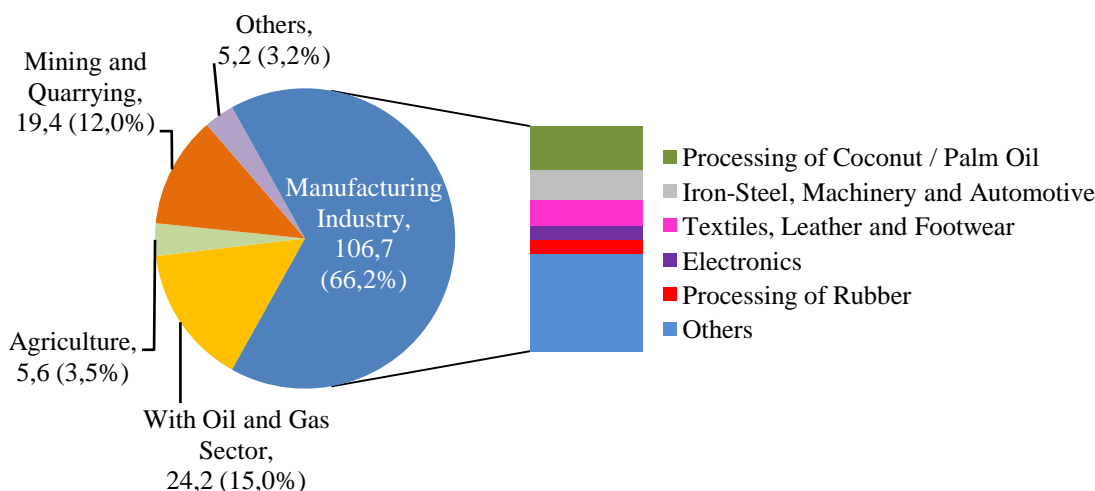 Others,
5,2 (3,2%)
Mining and
Quarrying,
19,4 (12,0%)
Manufacturing
Industry,
106,7
(66,2%)
Agriculture,
5,6 (3,5%)
With Oil and Gas
Sector,
24,2 (15,0%)
Processing of Coconut / Palm Oil
Iron-Steel, Machinery and Automotive
Textiles, Leather and Footwear
Electronics
Processing of Rubber
Others